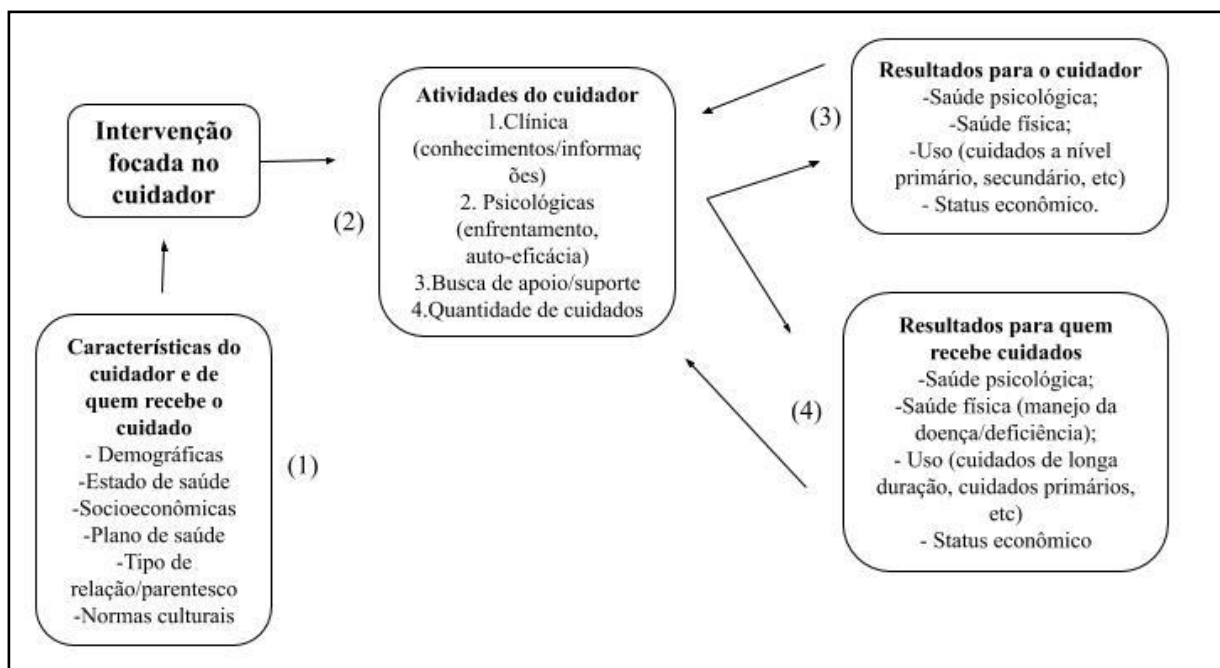 Intervenção
focada no
cuidador
Características do
cuidador e de
quem recebe o
cuidado
- Demográficas
-Estado de saúde
-Socioeconômicas
-Plano de saúde
-Tipo de
relação/parentesco
-Normas culturais
(1)
(2)
Atividades do cuidador
1.Clínica
(conhecimentos/informaç
ões)
2. Psicológicas
(enfrentamento,
auto-eficácia)
3.Busca de apoio/suporte
4.Quantidade de cuidados
(3)
Resultados para o cuidador
-Saúde psicológica;
-Saúde física;
-Uso (cuidados a nível
primário, secundário, etc)
- Status econômico.
(4)
Resultados para quem
recebe cuidados
-Saúde psicológica;
-Saúde física (manejo da
doença/deficiência);
- Uso (cuidados de longa
duração, cuidados primários,
etc)
- Status econômico